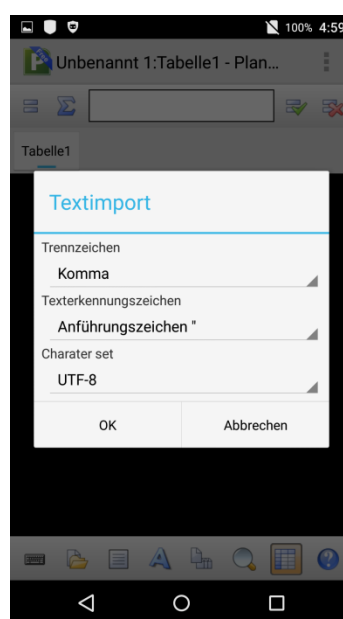 100% 4:59
Unbenannt 1:Tabelle1 - Plan...
Tabelle1
Textimport
Trennzeichen
Komma
Texterkennungszeichen
Anführungszeichen "
Charater set
UTF-8
OK Abbrechen